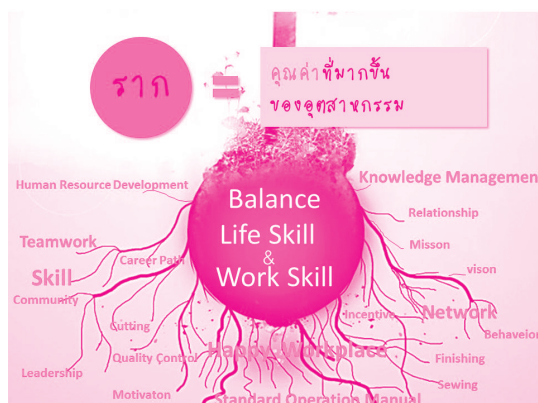 ราก
=
คุณค่าที่มากขึ้น
ของอุตสาหกรรม
Human Resource Development
Knowledge Management
Balance
Life Skill
&
Work Skill
Relationship
Teamwork
Misson
Career Path
Skill
vison
Community
Incentive
Network
Cutting
Behaveior
Happy Workplace
Quality Control
Finishing
Leadership
Sewing
Motivaton
Standard Operation Manual